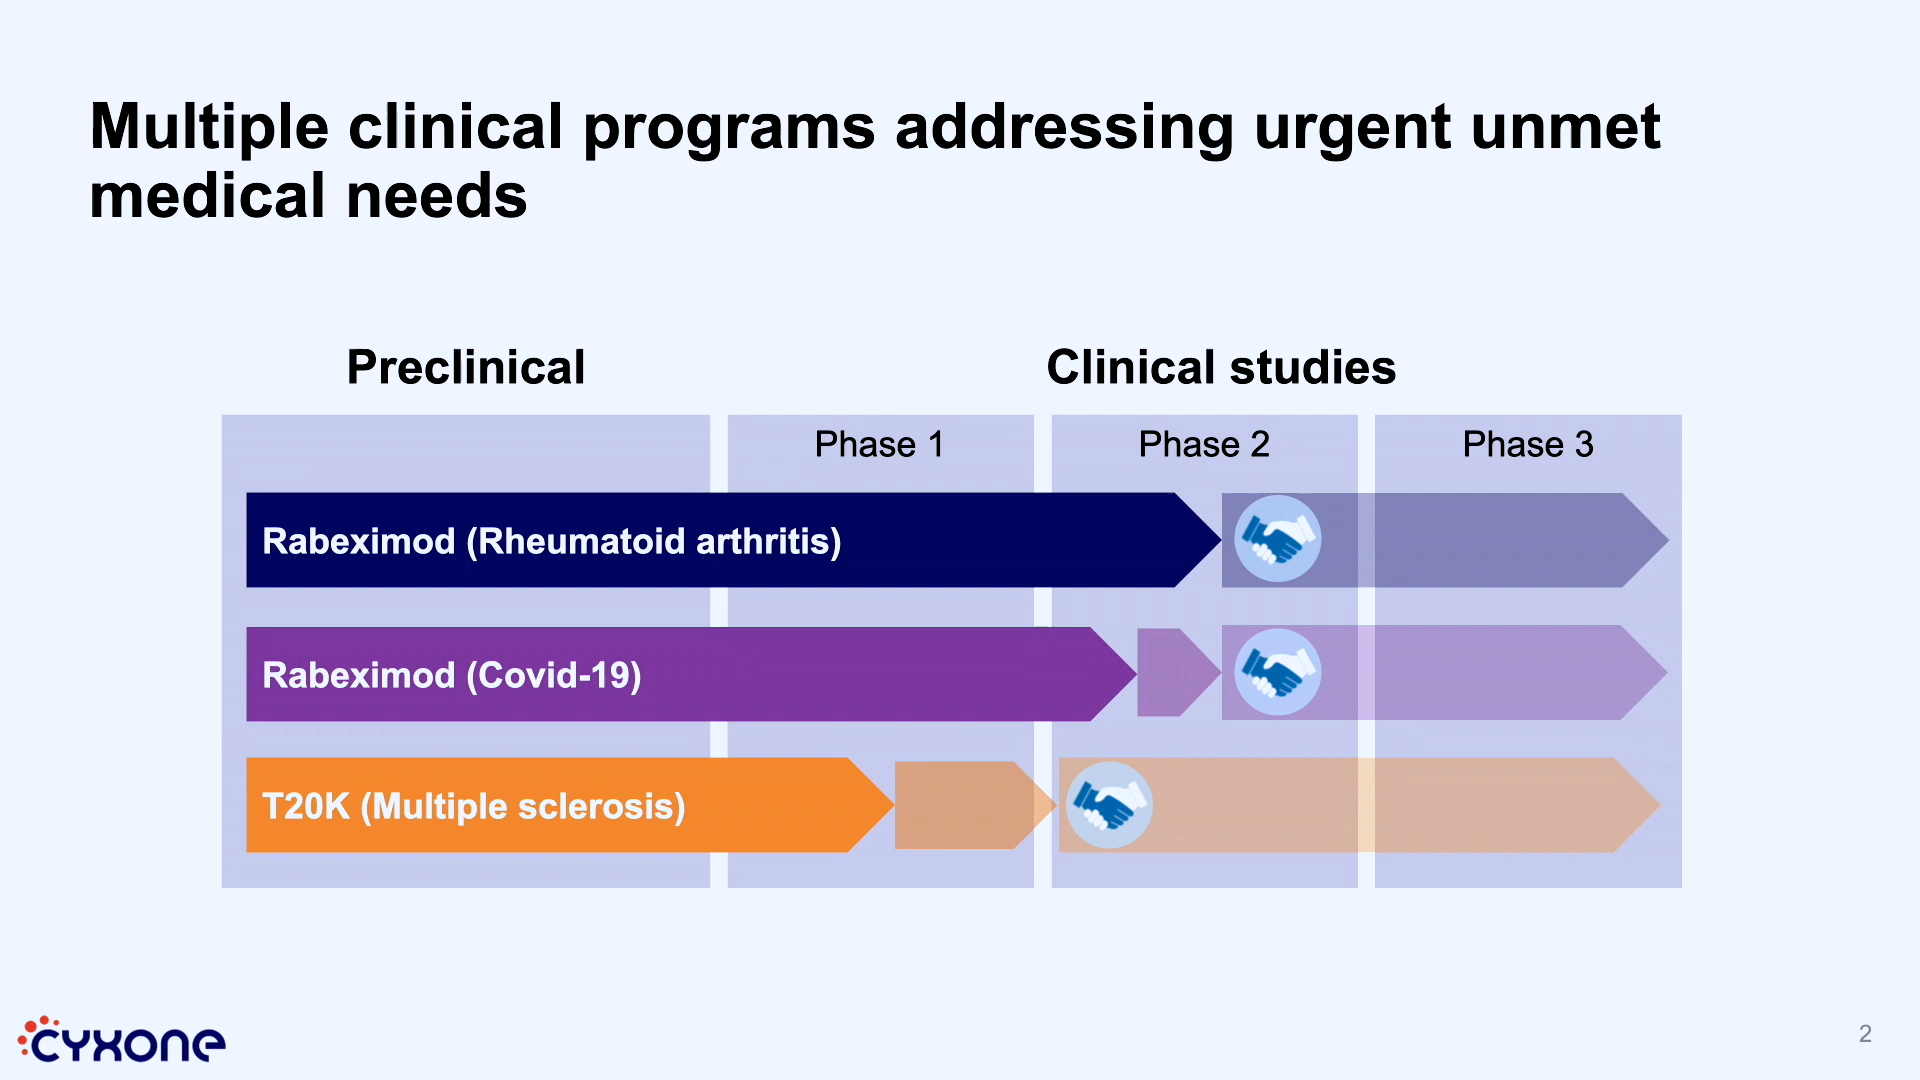 Multiple clinical programs addressing urgent unmet
medical needs
Preclinical
Clinical studies
Phase 1
Phase 2
Phase 3
Rabeximod (Rheumatoid arthritis)
Rabeximod (Covid-19)
T20K (Multiple sclerosis)
CYXONE
2